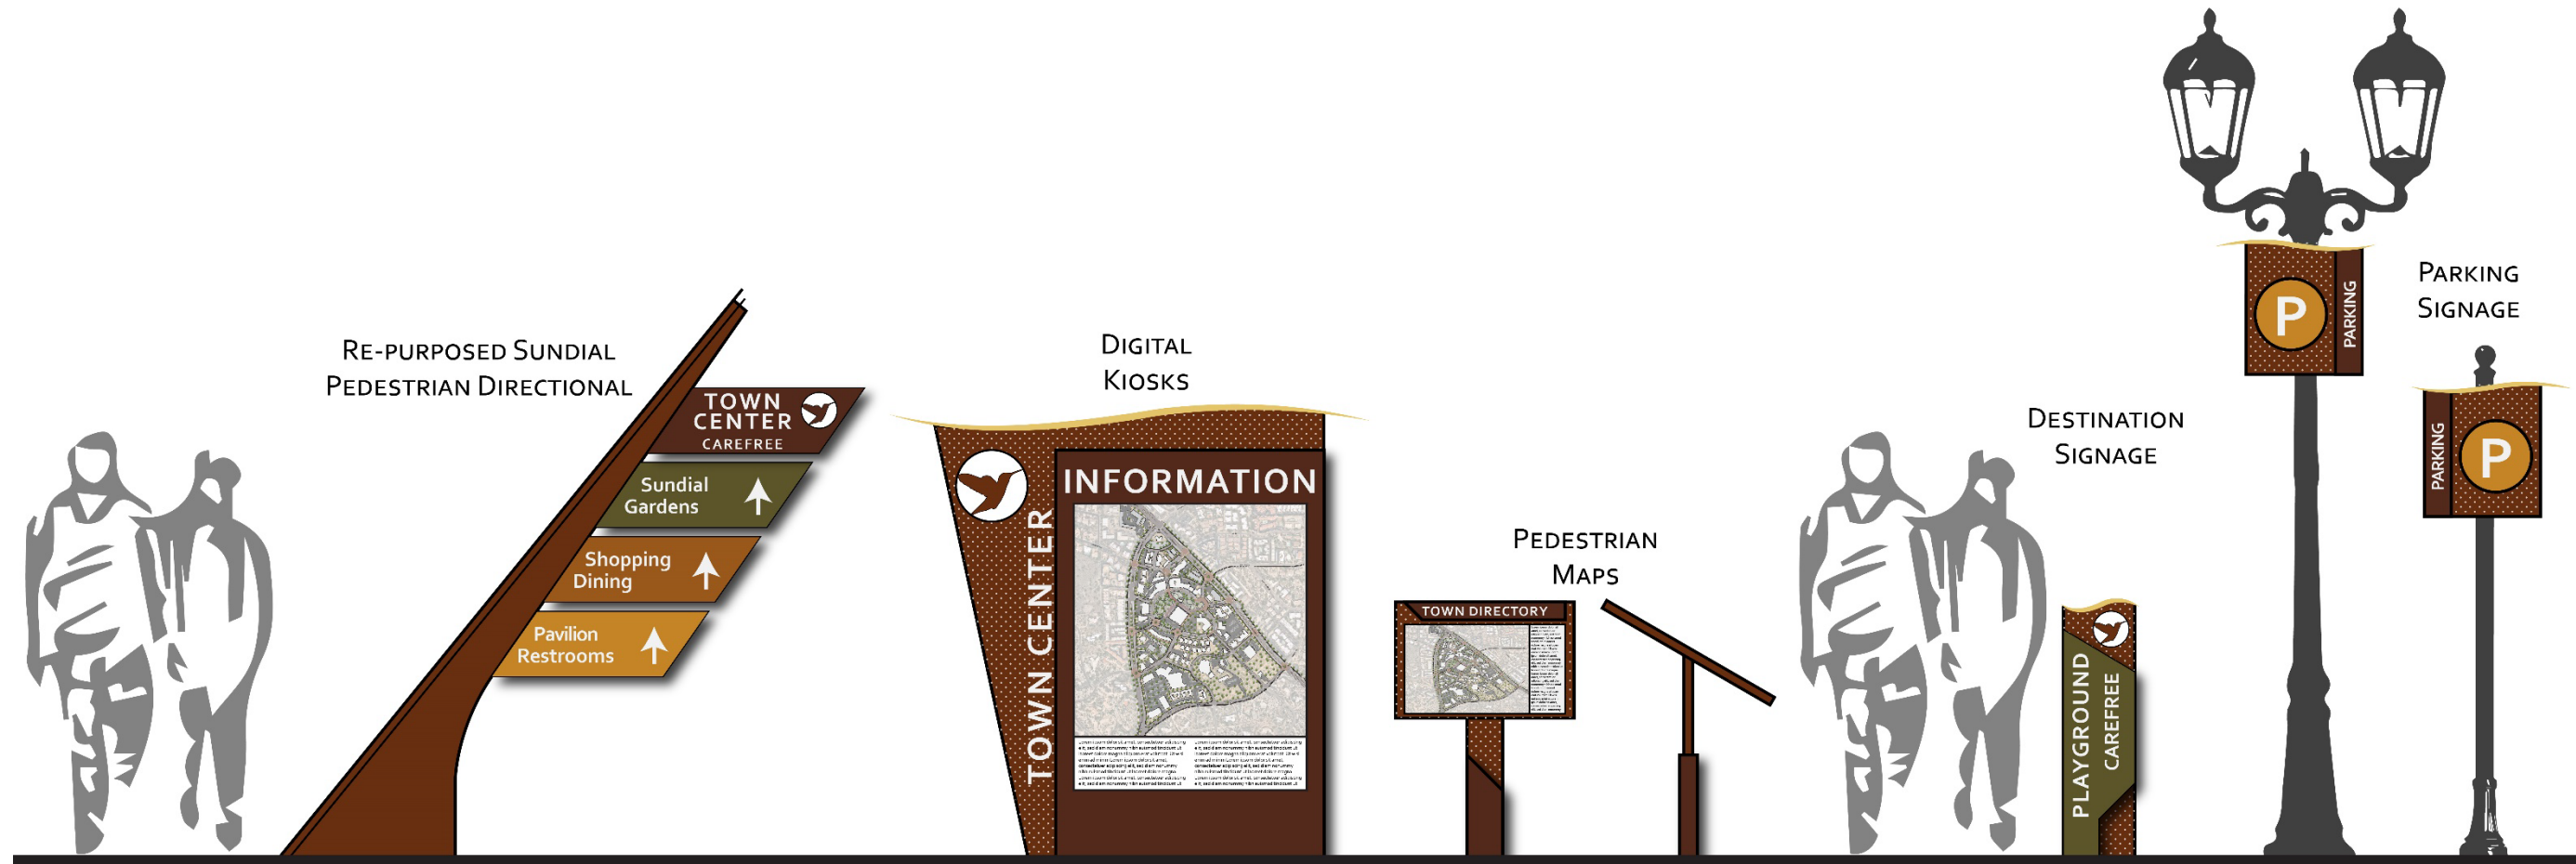 RE-PURPOSED SUNDIAL
PEDESTRIAN DIRECTIONAL
TOWN
CENTER
CAREFREE
Sundial
Gardens
Shopping
Dining
Pavilion
Restrooms
DIGITAL
KIOSKS
INFORMATION
TOWN CENTER
PEDESTRIAN
MAPS
TOWN DIRECTORY
DESTINATION
SIGNAGE
PLAYGROUND
CAREFREE
P
PARKING
PARKING
SIGNAGE
PARKING
P